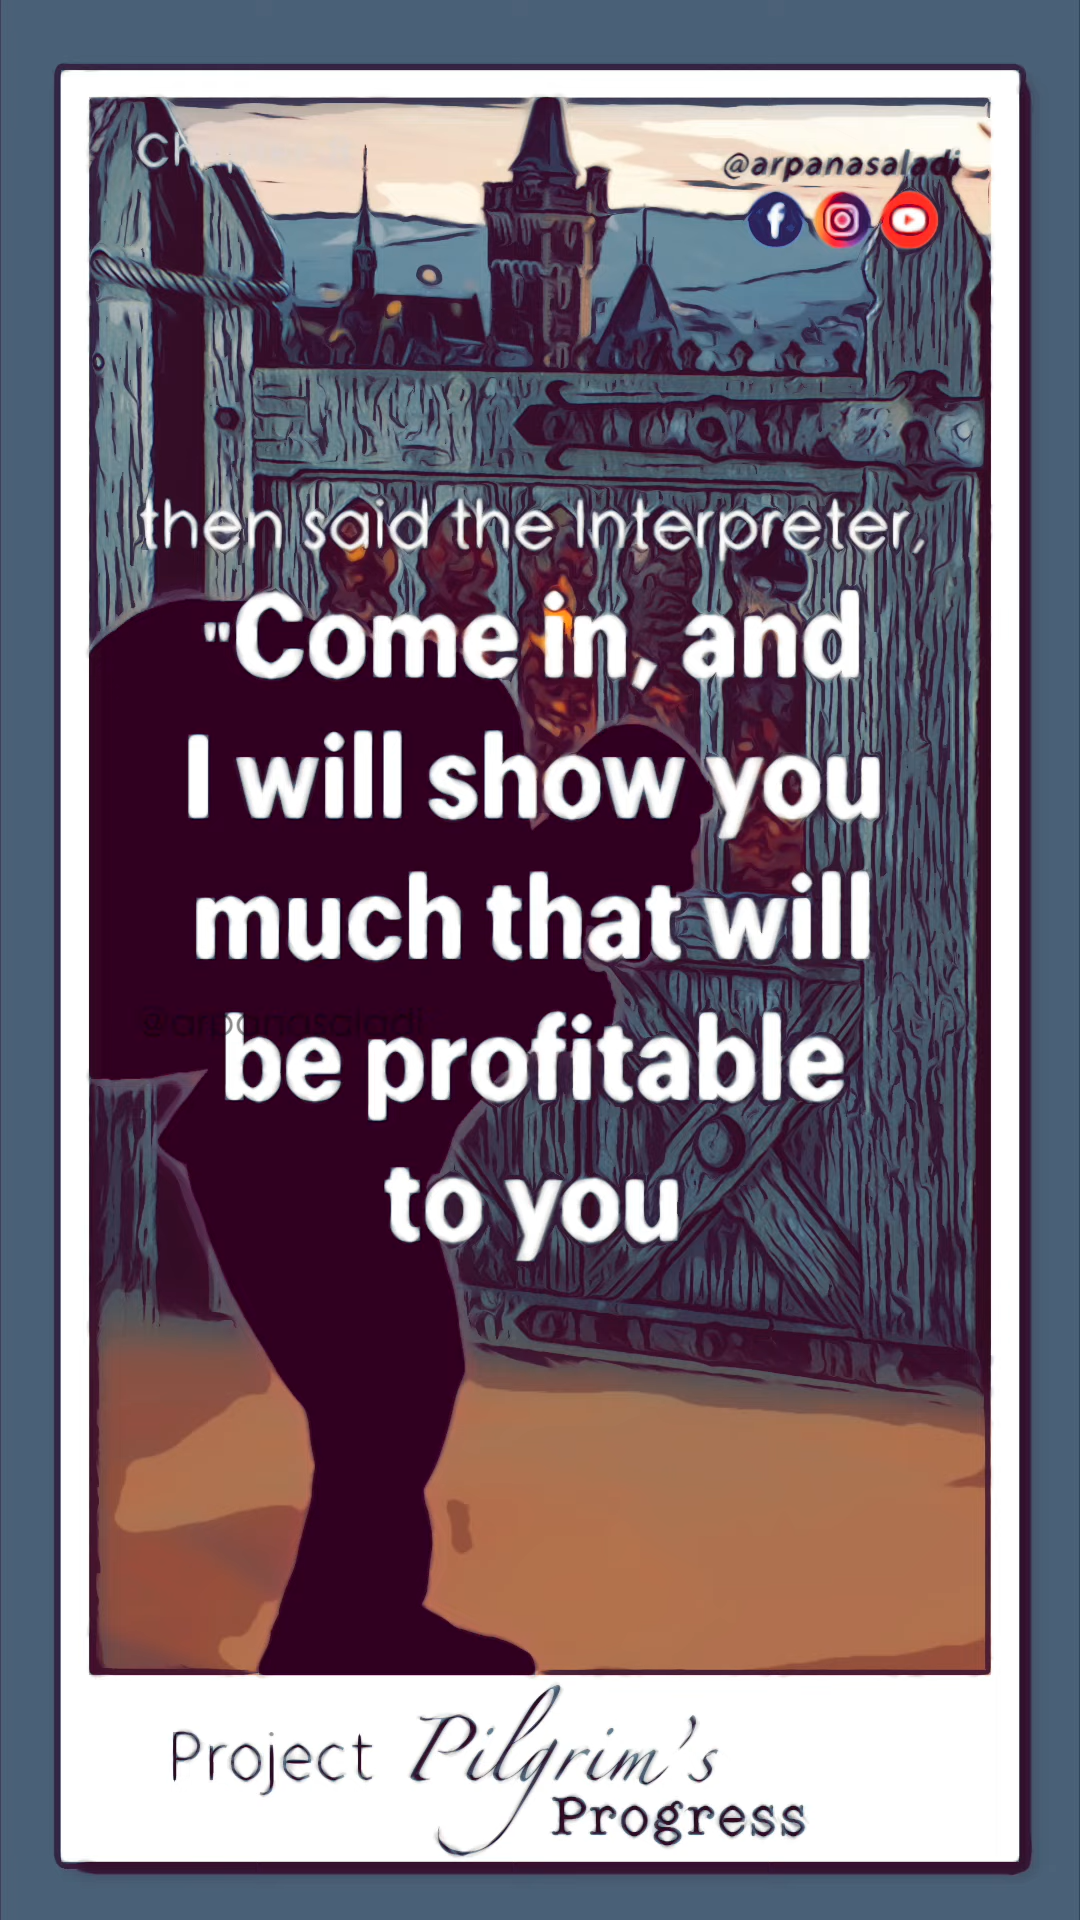 @arpanasaladi
then said the Interpreter,
"Come in, and
I will show you
much that will
be profitable
to you
@arpanasaladi
Project Pilgrim's
Progress